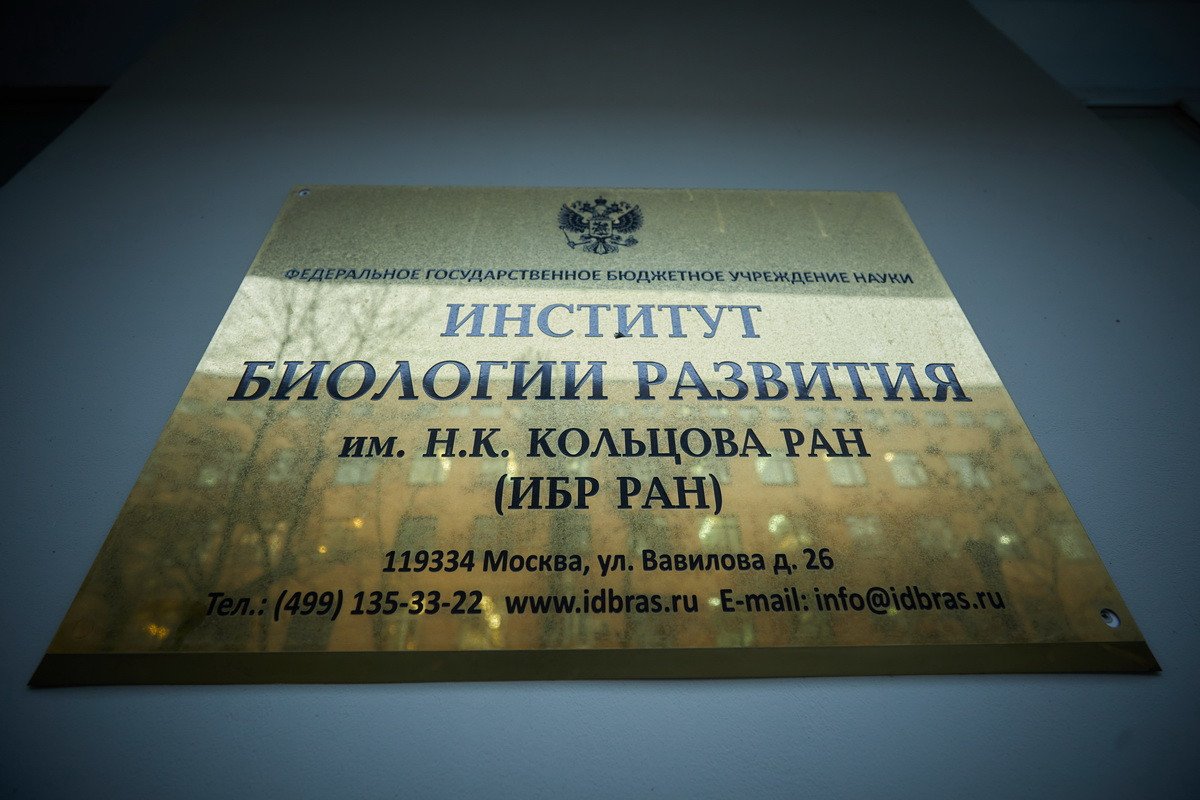 ФЕДЕРАЛЬНОЕ ГОСУДАРСТВЕННОЕ БЮДЖЕТНОЕ УЧРЕЖДЕНИЕ НАУКИ
ИНСТИТУТ
БИОЛОГИИ РАЗВИТИЯ
им. Н.К. КОЛЬЦОВА РАН
(ИБР РАН)
119334 Москва, ул. Вавилова д. 26
Тел.: (499) 135-33-22 www.idbras.ru E-mail: info@idbras.ru